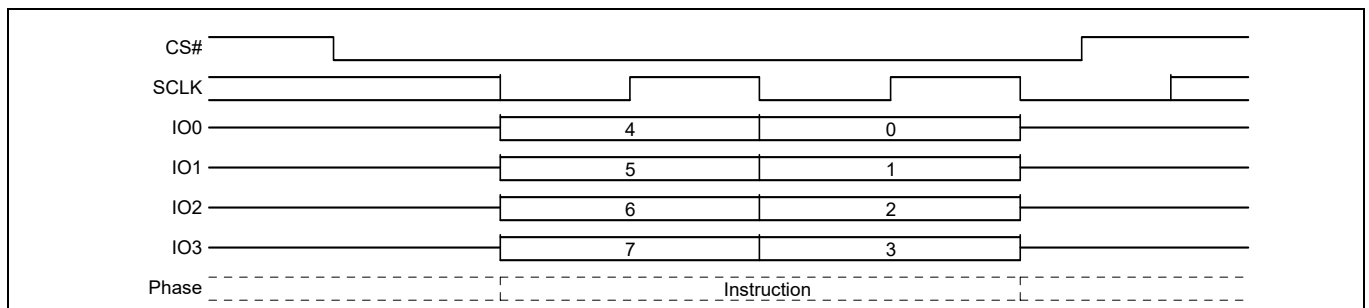 CS#
SCLK
IO0 4 0
IO1 5 1
IO2 6 2
IO3 7 3
Phase Instruction